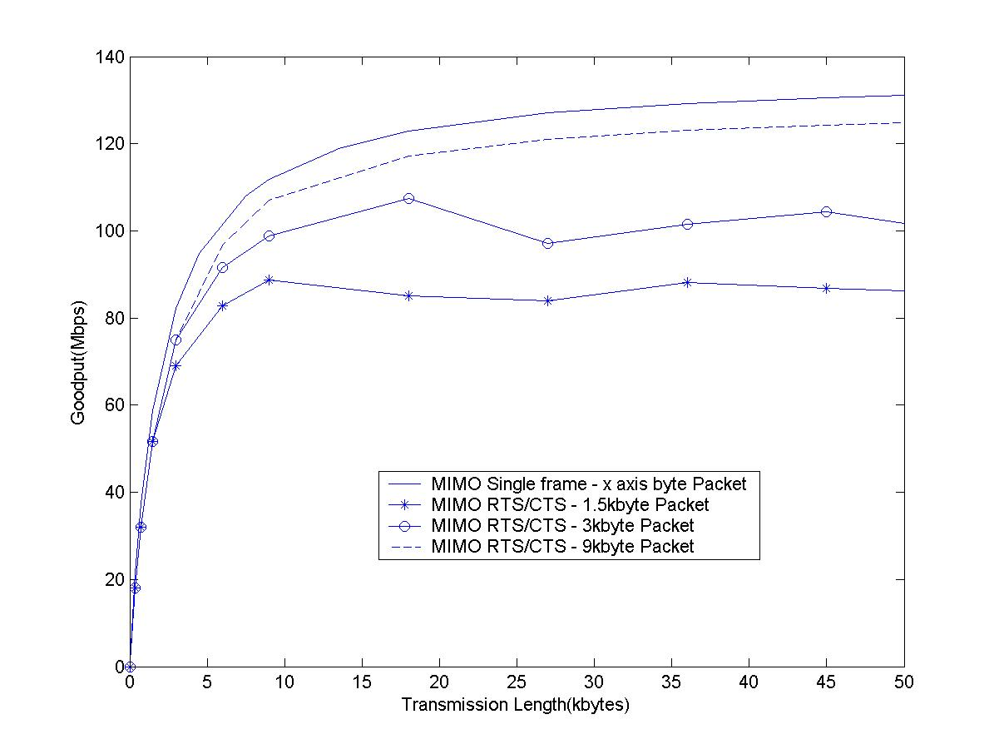 140
120
100
80
60
40
20
0
Goodput(Mbps)
MIMO Single frame - x axis byte Packet
MIMO RTS/CTS - 1.5kbyte Packet
MIMO RTS/CTS - 3kbyte Packet
MIMO RTS/CTS - 9kbyte Packet
0 5 10 15 20 25 30 35 40 45 50
Transmission Length(kbytes)